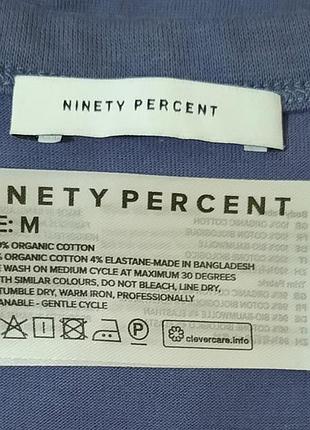 NINETY PERCENT
NINETY PERCENT
E: M
0% ORGANIC COTTON
ORGANIC COTTON 4% ELASTANE-MADE IN BANGLADESH
E WASH ON MEDIUM CYCLE AT MAXIMUM 30 DEGREES
TH SIMILAR COLOURS, DO NOT BLEACH, LINE DRY,
TUMBLE DRY, WARM IRON, PROFESSIONALLY
ANABLE - GENTLE CYCLE
P
clevercare.info